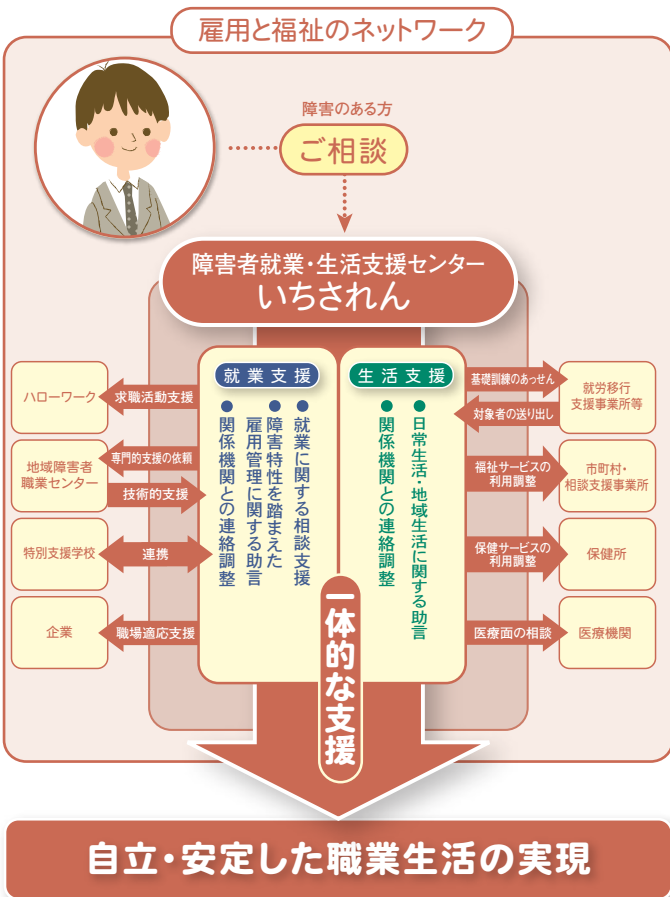 雇用と福祉のネットワーク
障害のある方
ご相談
障害者就業・生活支援センター
いちされん
ハローワーク
求職活動支援
地域障害者
職業センター
専門的支援の依頼
技術的支援
特別支援学校
連携
企業
職場適応支援
就業支援
●就業に関する相談支援
●障害特性を踏まえた
雇用管理に関する助言
●関係機関との連絡調整
生活支援
●日常生活・地域生活に関する助言
●関係機関との連絡調整
一体的な支援
基礎訓練のあっせん
対象者の送り出し
就労移行
支援事業所等
福祉サービスの
利用調整
市町村・
相談支援事業所
保健サービスの
利用調整
保健所
医療面の相談
医療機関
自立・安定した職業生活の実現